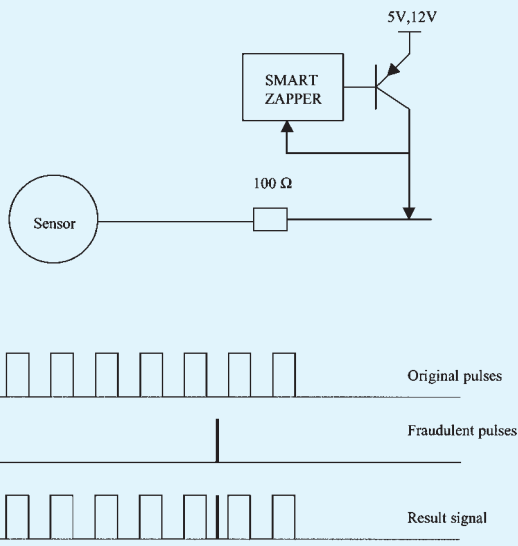 5V,12V
SMART
ZAPPER
100 Ω
Sensor
Original pulses
Fraudulent pulses
Result signal